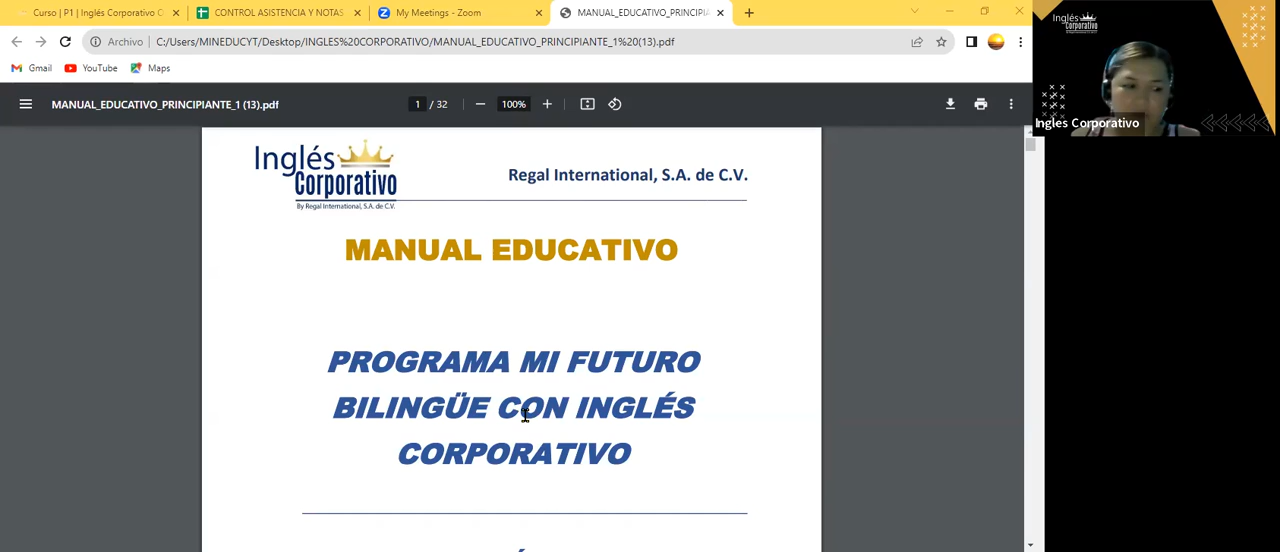 Curso | P1 | Inglés Corporativo C
CONTROL ASISTENCIA Y NOTAS
My Meetings - Zoom
MANUAL_EDUCATIVO_PRINCIPIA
Archivo
C:/Users/MINEDUCYT/Desktop/INGLES%20CORPORATIVO/MANUAL_EDUCATIVO_PRINCIPIANTE_1%20(13).pdf
Gmail
YouTube
Maps
MANUAL_EDUCATIVO_PRINCIPIANTE_1 (13).pdf
1 / 32
100%
Inglés
Corporativo
By Regal International, S.A. de C.V.
Regal International, S.A. de C.V.
MANUAL EDUCATIVO
PROGRAMA MI FUTURO
BILINGÜE CON INGLÉS
CORPORATIVO
Inglés
Corporativo
Ingles Corporativo